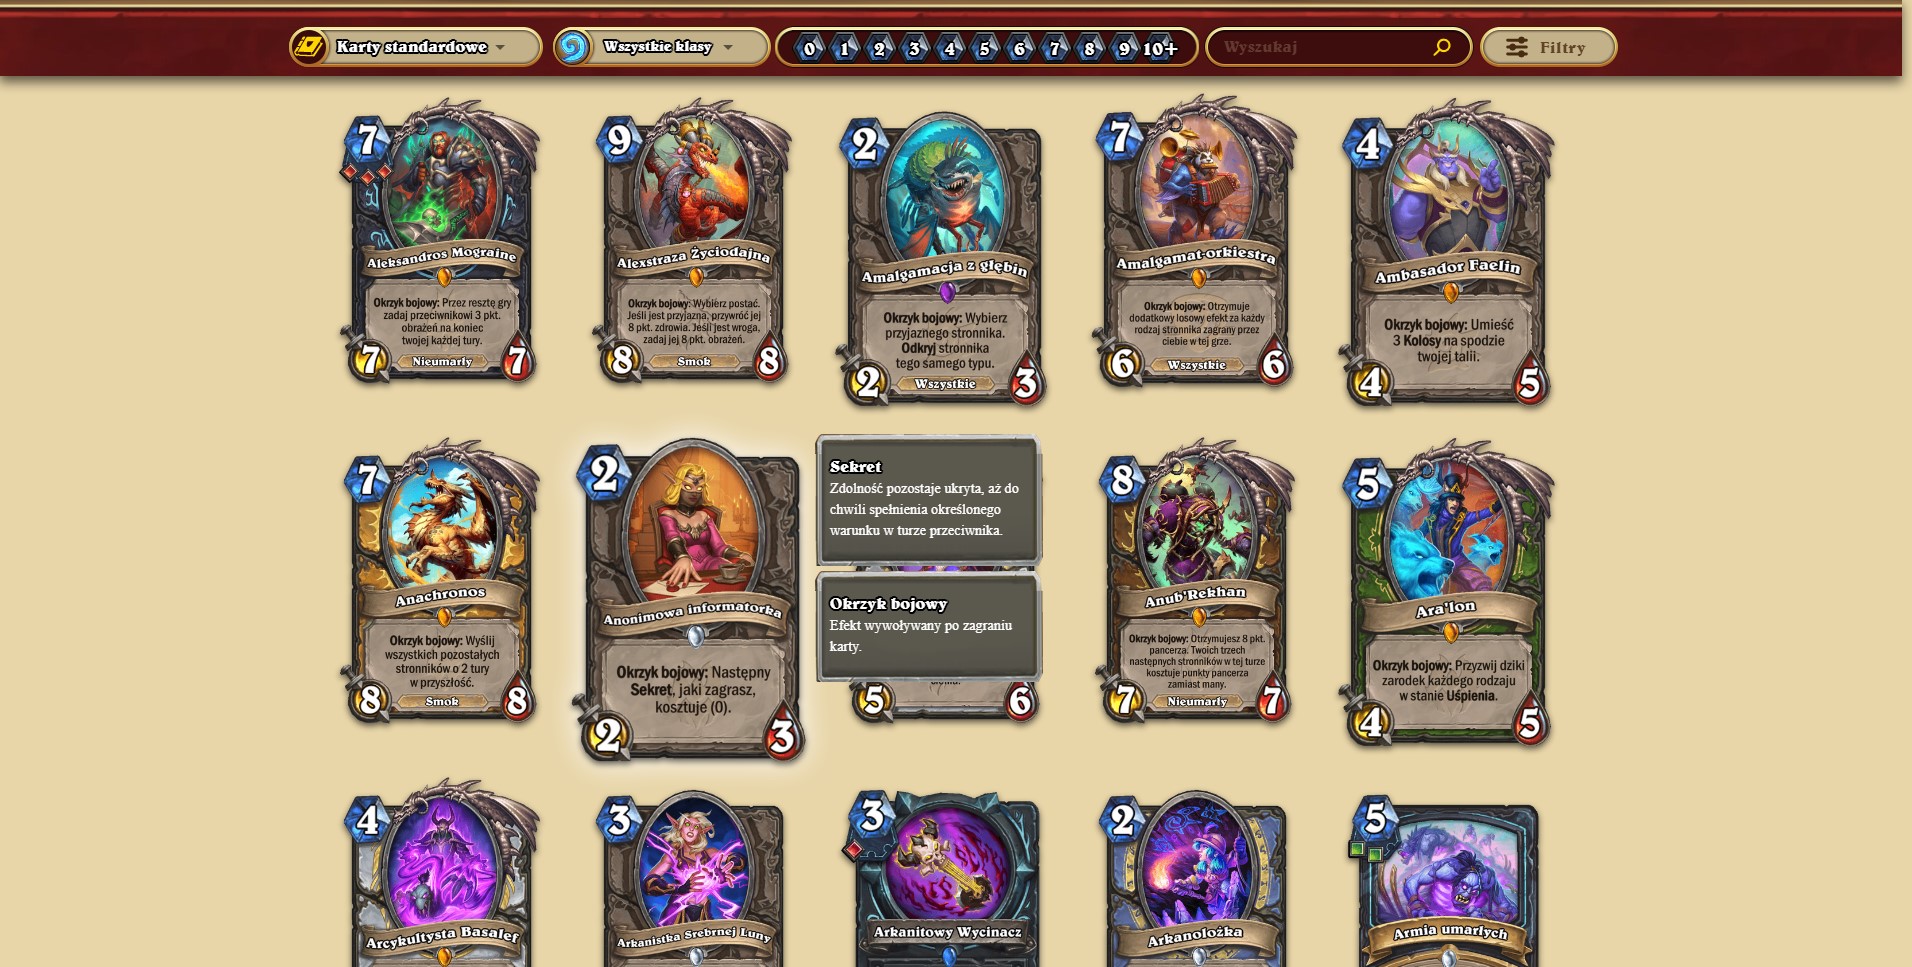 Karty standardowe
Wszystkie klasy
0 1 2 3 4 5 6 7 8 9 10+
Wyszukaj
Filtry
7
Aleksandros Mograine
Okrzyk bojowy: Przez resztę gry
zadaj przeciwnikowi 3 pkt.
obrażeń na koniec
twojej każdej tury.
7
Nieumarły
7
9
Alexstraza Życiodajna
Okrzyk bojowy: Wybierz postać.
Jeśli jest przyjazna, przywróć jej
8 pkt. zdrowia. Jeśli jest wroga,
zadaj jej 8 pkt. obrażeń.
8
Smok
8
2
Amalgamacja z głębin
Okrzyk bojowy: Wybierz
przyjaznego stronnika.
Odkryj stronnika
tego samego typu.
2
Wszystkie
3
7
Amalgamat-orkiestra
Okrzyk bojowy: Otrzymuje
dodatkowy losowy efekt za każdy
rodzaj stronnika zagrany przez
ciebie w tej grze.
6
Wszystkie
6
4
Ambasador Faelin
Okrzyk bojowy: Umieść
3 Kolosy na spodzie
twojej talii.
4
5
7
Anachronos
Okrzyk bojowy: Wyślij
wszystkich pozostałych
stronników o 2 tury
w przyszłość.
8
Smok
8
2
Anonimowa informatorka
Okrzyk bojowy: Następny
Sekret, jaki zagrasz,
kosztuje (0).
2
3
Sekret
Zdolność pozostaje ukryta, aż do
chwili spełnienia określonego
warunku w turze przeciwnika.
Okrzyk bojowy
Efekt wywoływany po zagraniu
karty.
5
6
8
Anub'Rekhan
Okrzyk bojowy: Otrzymujesz 8 pkt.
pancerza. Twoich trzech
następnych stronników w tej turze
kosztuje punkty pancerza
zamiast many.
7
Nieumarły
7
5
Ara'lon
Okrzyk bojowy: Przyzwij dziki
zarodek każdego rodzaju
w stanie Uśpienia.
4
5
4
Arcykultysta Basalef
3
Arkanistka Srebrnej Luny
3
Arkanitowy Wycinacz
2
Arkanolożka
5
Armia umarłych